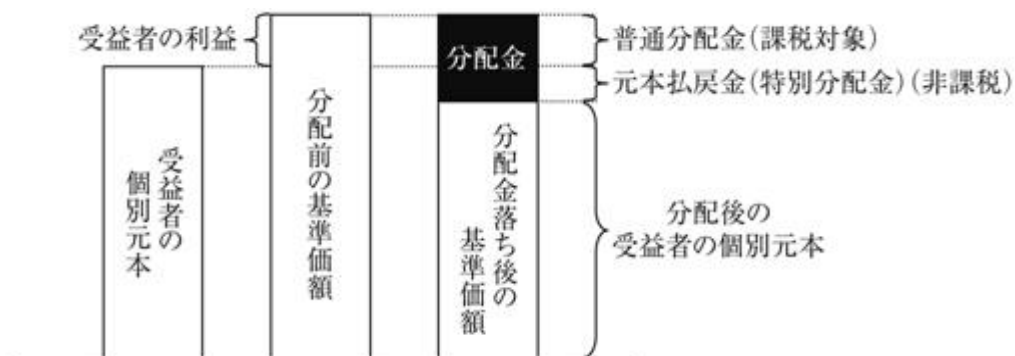 受益者の利益
分配金
普通分配金(課税対象)
元本払戻金(特別分配金)(非課税)
受益者の
個別元本
分配前の基準価額
分配金落ち後の
基準価額
分配後の
受益者の個別元本